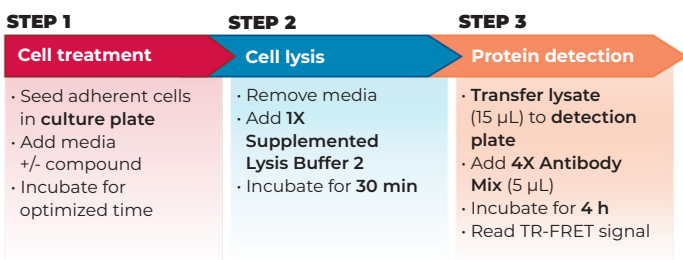 STEP 1
Cell treatment
· Seed adherent cells
in culture plate
· Add media
+/- compound
· Incubate for
optimized time
STEP 2
Cell lysis
· Remove media
· Add 1X
Supplemented
Lysis Buffer 2
· Incubate for 30 min
STEP 3
Protein detection
· Transfer lysate
(15 µL) to detection
plate
· Add 4X Antibody
Mix (5 µL)
· Incubate for 4 h
· Read TR-FRET signal